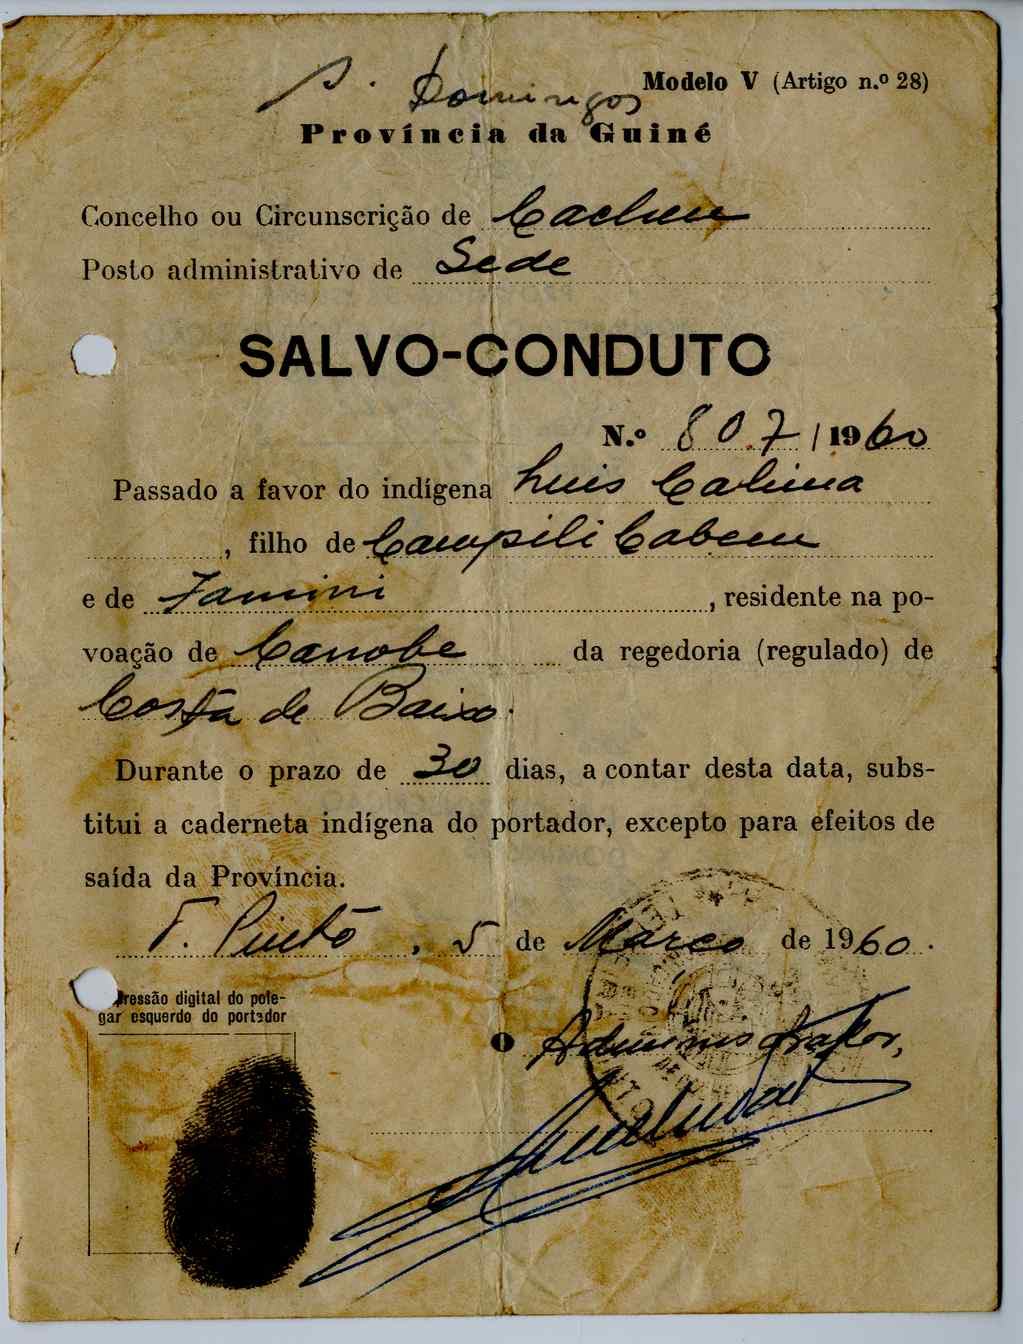 S. Domingos
Modelo V (Artigo n.º 28)
Província da Guiné
Concelho ou Circunscrição de Cacheu
Posto administrativo de Sede
SALVO-CONDUTO
N.º 807/1960
Passado a favor do indígena Luis
, filho de Campili
e de Famini, residente na po-
voação de Canobe da regedoria (regulado) de
Costa de Baixo.
Durante o prazo de 30 dias, a contar desta data, subs-
titui a caderneta indígena do portador, excepto para efeitos de
saída da Província.
T. Pinto, 5 de Março de 1960.
pressão digital do pole-
gar esquerdo do portador
O Administrador,